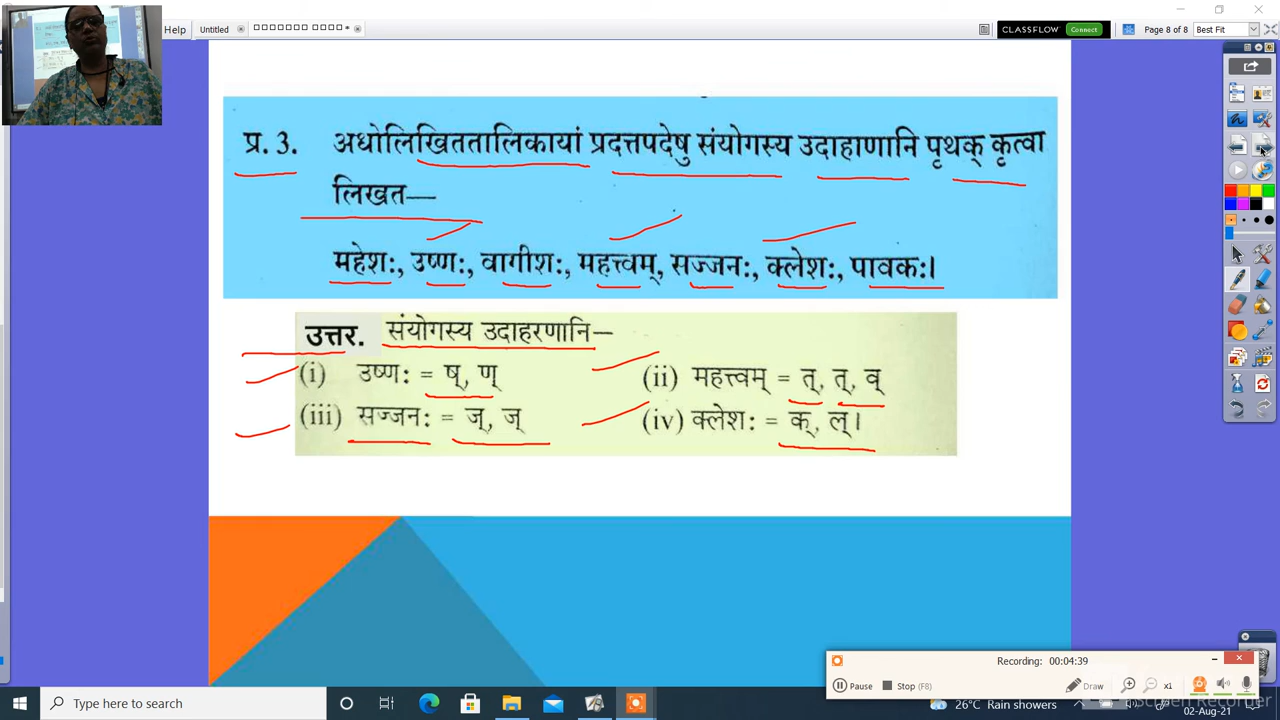 Help
Untitled
CLASSFLOW Connect
Page 8 of 8
Best Fit
प्र. 3. अधोलिखिततालिकायां प्रदत्तपदेषु संयोगस्य उदाहाणानि पृथक् कृत्वा
लिखत—
महेशः, उष्णः, वागीशः, महत्त्वम्, सज्जनः, क्लेशः, पावकः।
उत्तर. संयोगस्य उदाहरणानि—
(i) उष्णः = ष्, ण् (ii) महत्त्वम् = त्, त्, व्
(iii) सज्जनः = ज्, ज् (iv) क्लेशः = क्, ल्।
Recording: 00:04:39
Pause Stop (F8) Draw x1
Type here to search
26°C Rain showers
02-Aug-21